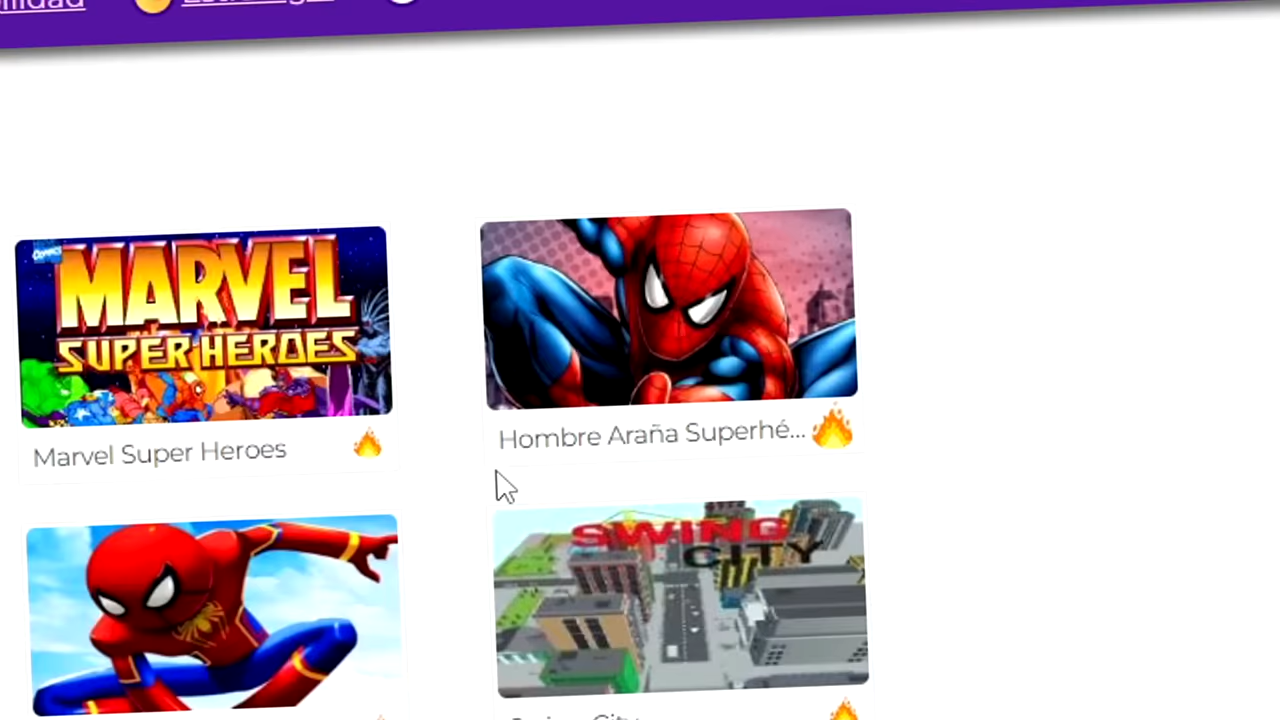 MARVEL
SUPER HEROES
Marvel Super Heroes
Hombre Araña Superhé...
SWING
CITY